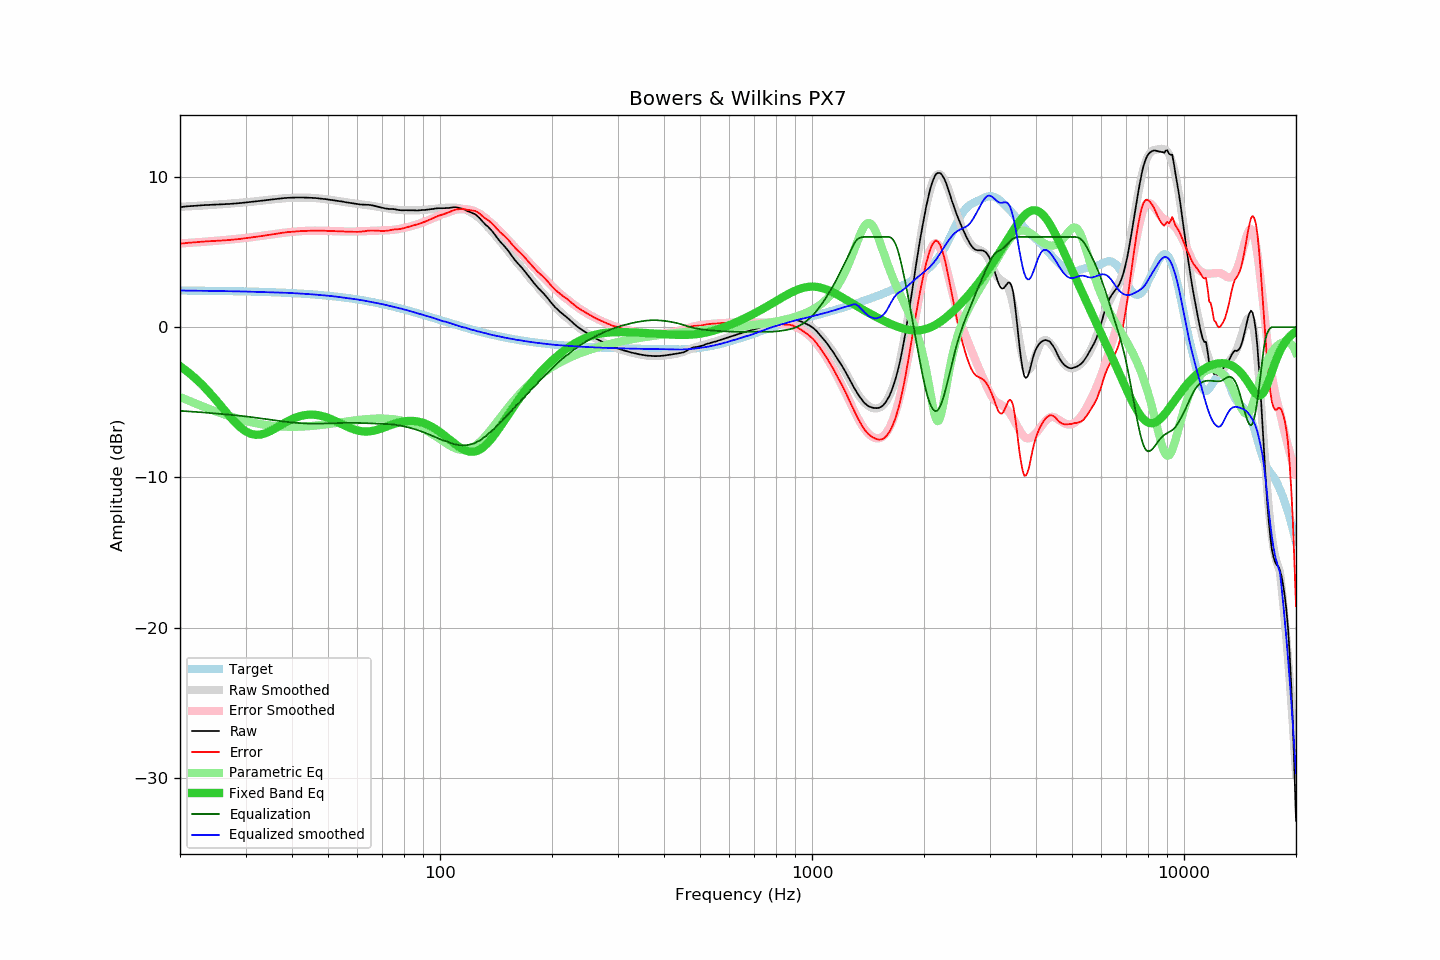 Bowers & Wilkins PX7
10
0
−10
−20
−30
Amplitude (dBr)
Target
Raw Smoothed
Error Smoothed
Raw
Error
Parametric Eq
Fixed Band Eq
Equalization
Equalized smoothed
100
1000
10000
Frequency (Hz)